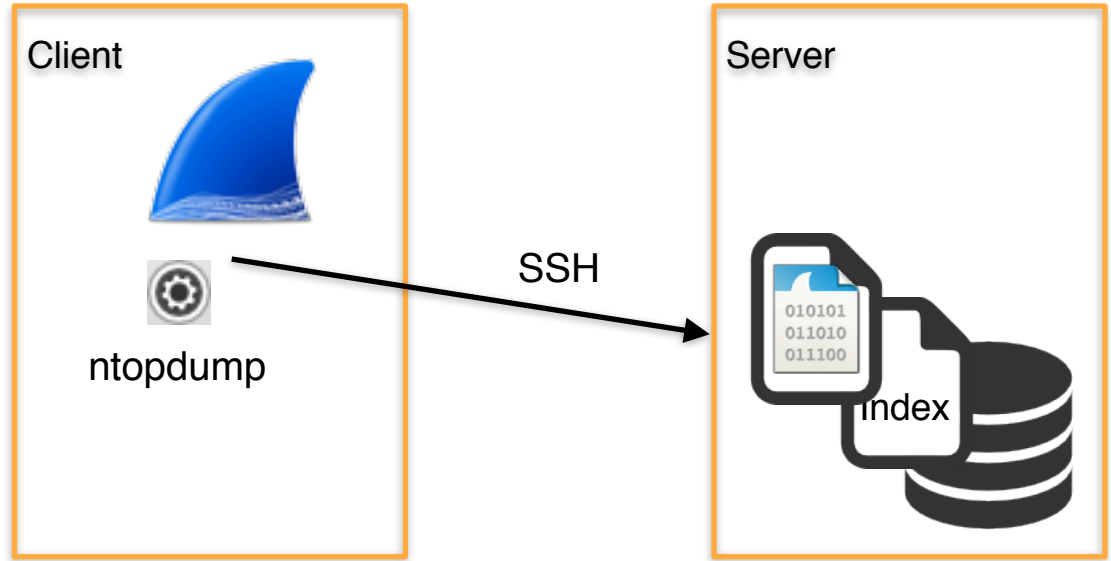 Client
Server
SSH
ntopdump
010101
011010
011100
index